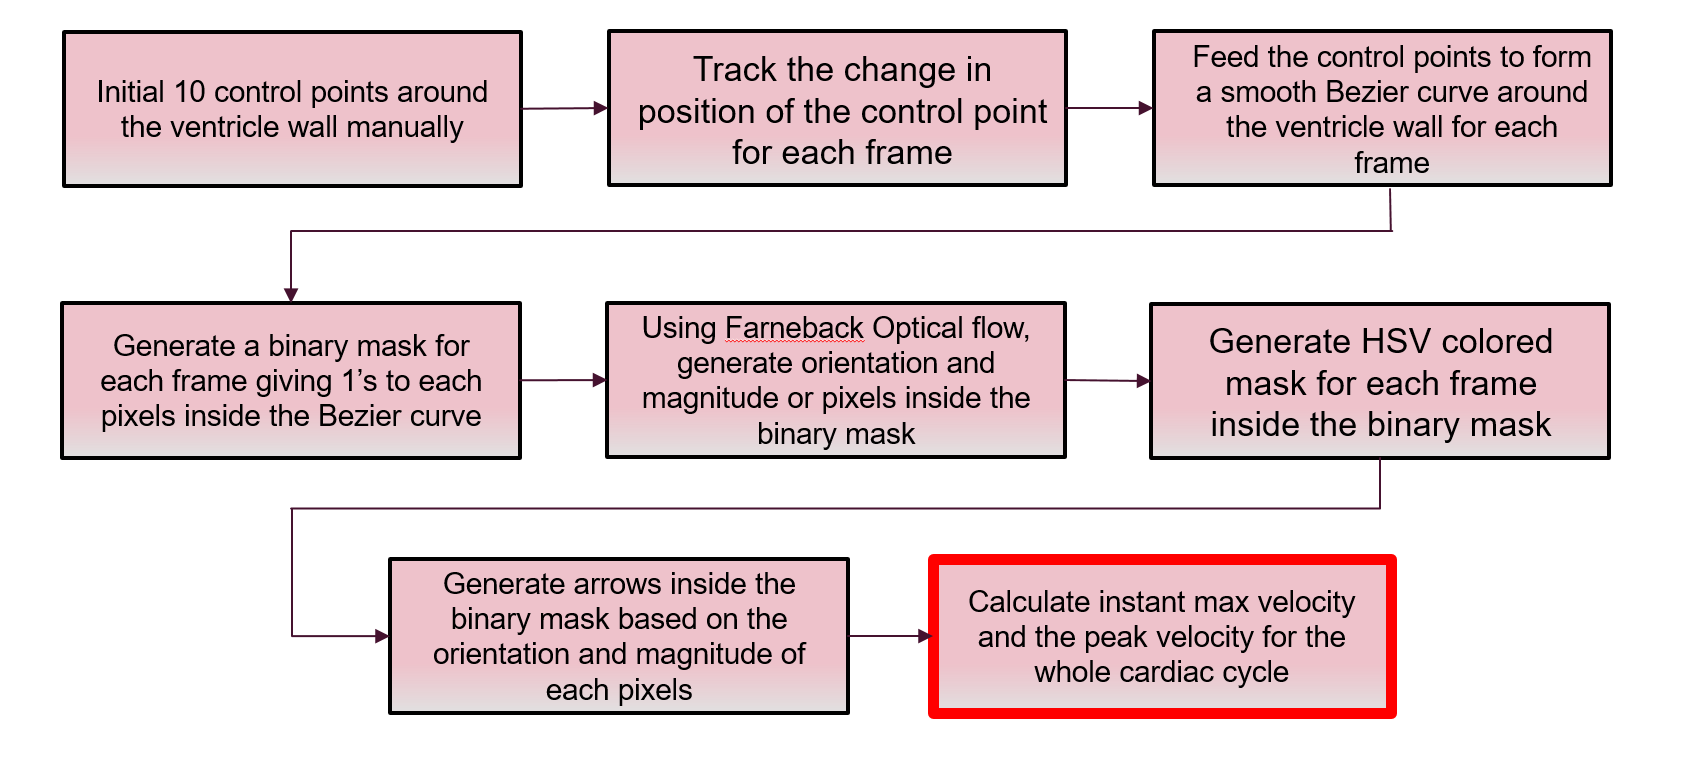 Initial 10 control points around
the ventricle wall manually
Track the change in
position of the control point
for each frame
Feed the control points to form
a smooth Bezier curve around
the ventricle wall for each
frame
Generate a binary mask for
each frame giving 1’s to each
pixels inside the Bezier curve
Using Farneback Optical flow,
generate orientation and
magnitude or pixels inside the
binary mask
Generate HSV colored
mask for each frame
inside the binary mask
Generate arrows inside the
binary mask based on the
orientation and magnitude of
each pixels
Calculate instant max velocity
and the peak velocity for the
whole cardiac cycle